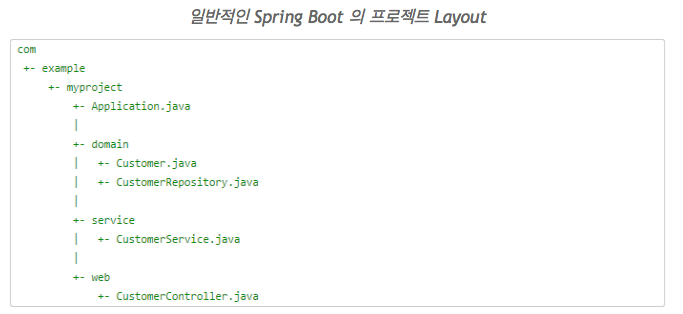 일반적인 Spring Boot 의 프로젝트 Layout
com
 +- example
     +- myproject
         +- Application.java
         |
         +- domain
         |   +- Customer.java
         |   +- CustomerRepository.java
         |
         +- service
         |   +- CustomerService.java
         |
         +- web
             +- CustomerController.java